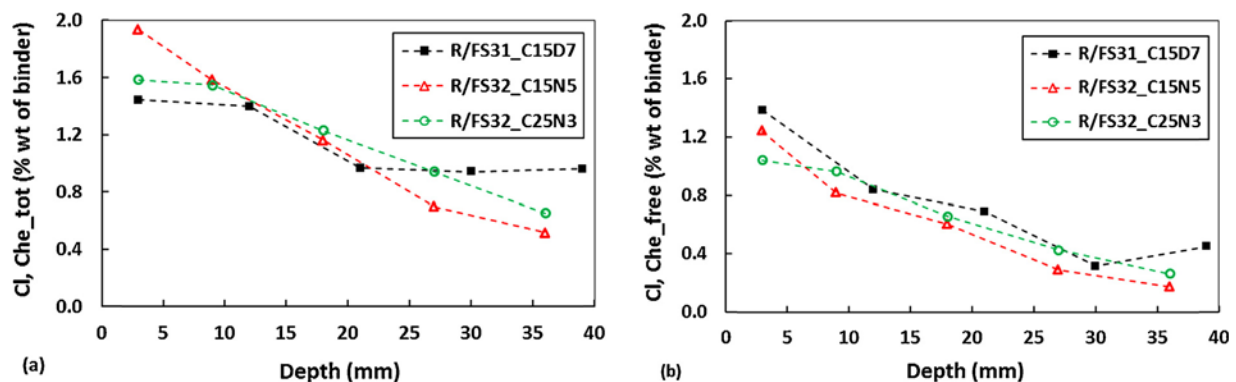 Cl, Che_tot (% wt of binder)
2.0
1.6
1.2
0.8
0.4
0.0
R/FS31_C15D7
R/FS32_C15N5
R/FS32_C25N3
0 5 10 15 20 25 30 35 40
(a) Depth (mm)
Cl, Che_free (% wt of binder)
2.0
1.6
1.2
0.8
0.4
0.0
R/FS31_C15D7
R/FS32_C15N5
R/FS32_C25N3
0 5 10 15 20 25 30 35 40
(b) Depth (mm)